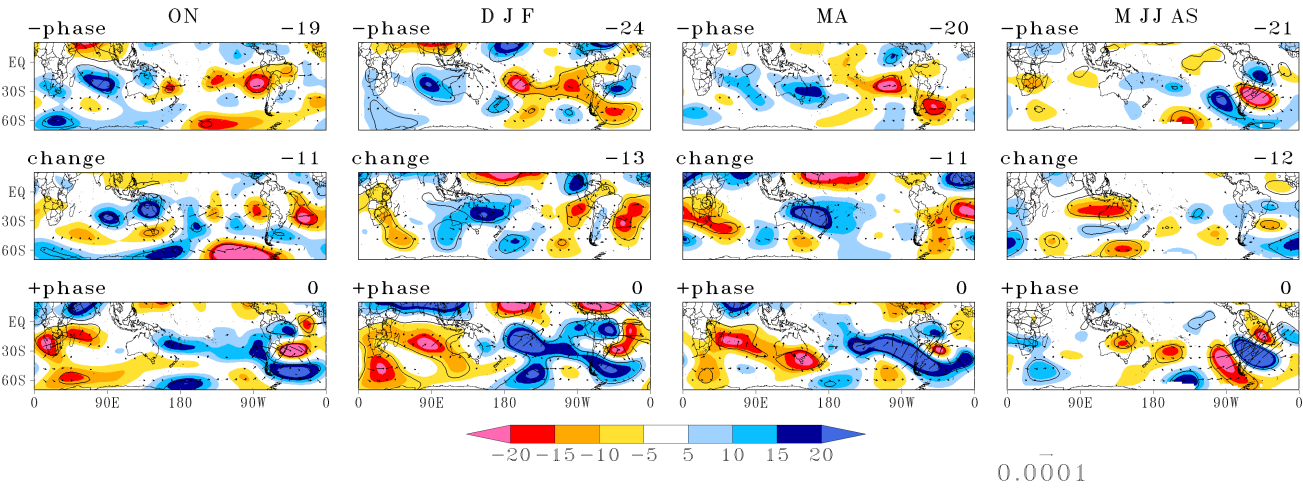 ON DJF MA MJJAS
−phase −19 −phase −24 −phase −20 −phase −21
EQ
30S
60S
change −11 change −13 change −11 change −12
EQ
30S
60S
+phase 0 +phase 0 +phase 0 +phase 0
EQ
30S
60S
0 90E 180 90W 0 0 90E 180 90W 0 0 90E 180 90W 0 0 90E 180 90W 0
−20 −15 −10 −5 5 10 15 20
0.0001